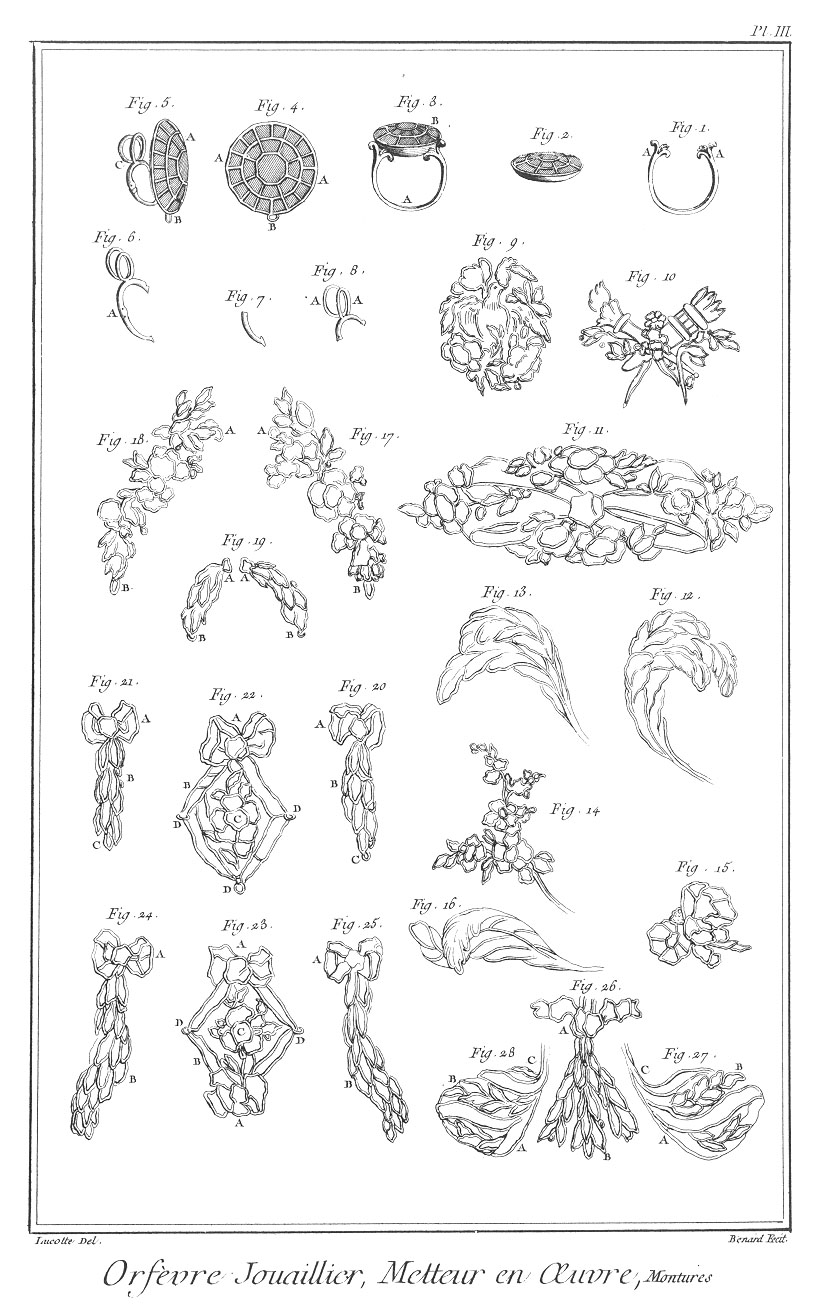 Pl. III
Fig. 5. Fig. 4. Fig. 3. Fig. 2. Fig. 1.
A A A B A A
C B B A
Fig. 6. Fig. 7. Fig. 8. Fig. 9. Fig. 10
A A A
Fig. 18. A A Fig. 17. Fig. 11.
B B
Fig. 19.
A A
B B
Fig. 13. Fig. 12.
Fig. 21. Fig. 22. Fig. 20
A A A
B B B
D C D
C D C
Fig. 14
Fig. 15.
Fig. 16.
Fig. 24. Fig. 23. Fig. 25.
A A A
D C D
B B B
A
Fig. 26.
A
Fig. 28 Fig. 27.
C C
B B
A A
B
Lucotte Del. Benard Fecit.
Orfèvre Jouaillier, Metteur en Œuvre, Montures